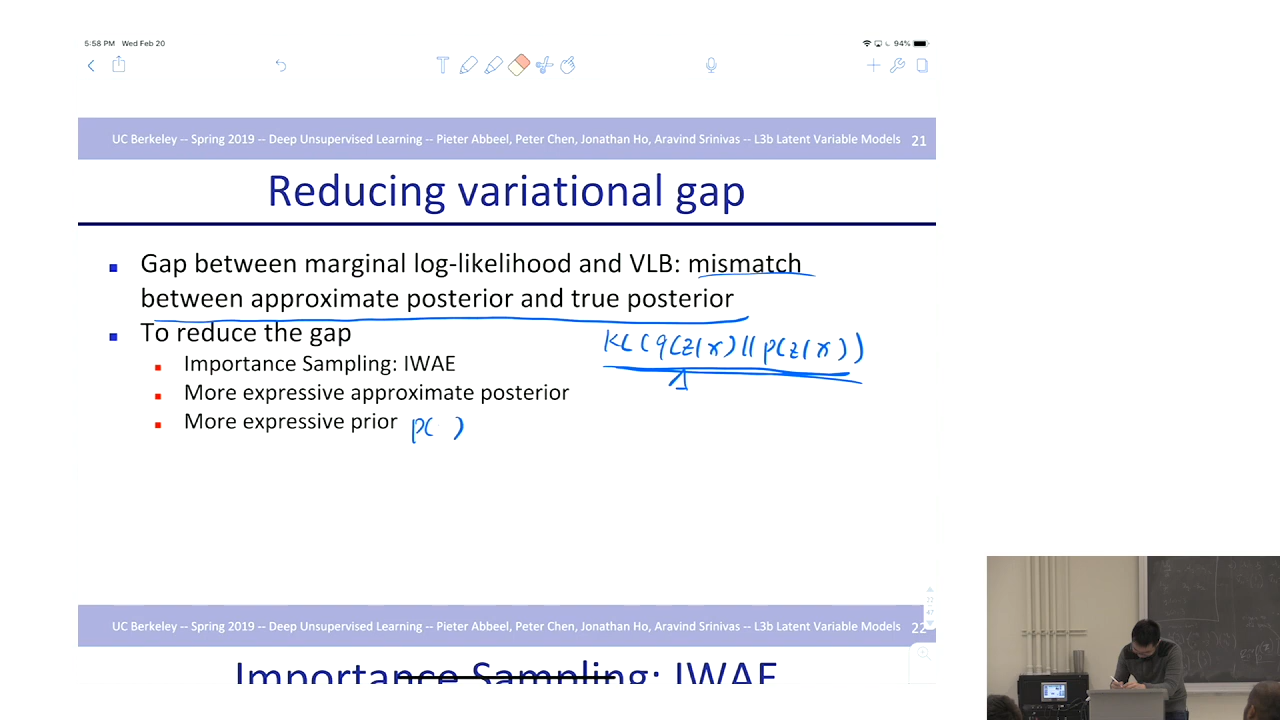 5:58 PM Wed Feb 20
94%
UC Berkeley -- Spring 2019 -- Deep Unsupervised Learning -- Pieter Abbeel, Peter Chen, Jonathan Ho, Aravind Srinivas -- L3b Latent Variable Models 21
Reducing variational gap
Gap between marginal log-likelihood and VLB: mismatch
between approximate posterior and true posterior
To reduce the gap
KL(q(z|x)||p(z|x))
Importance Sampling: IWAE
More expressive approximate posterior
More expressive prior p( )
UC Berkeley -- Spring 2019 -- Deep Unsupervised Learning -- Pieter Abbeel, Peter Chen, Jonathan Ho, Aravind Srinivas -- L3b Latent Variable Models 22
Importance Sampling: IWAE